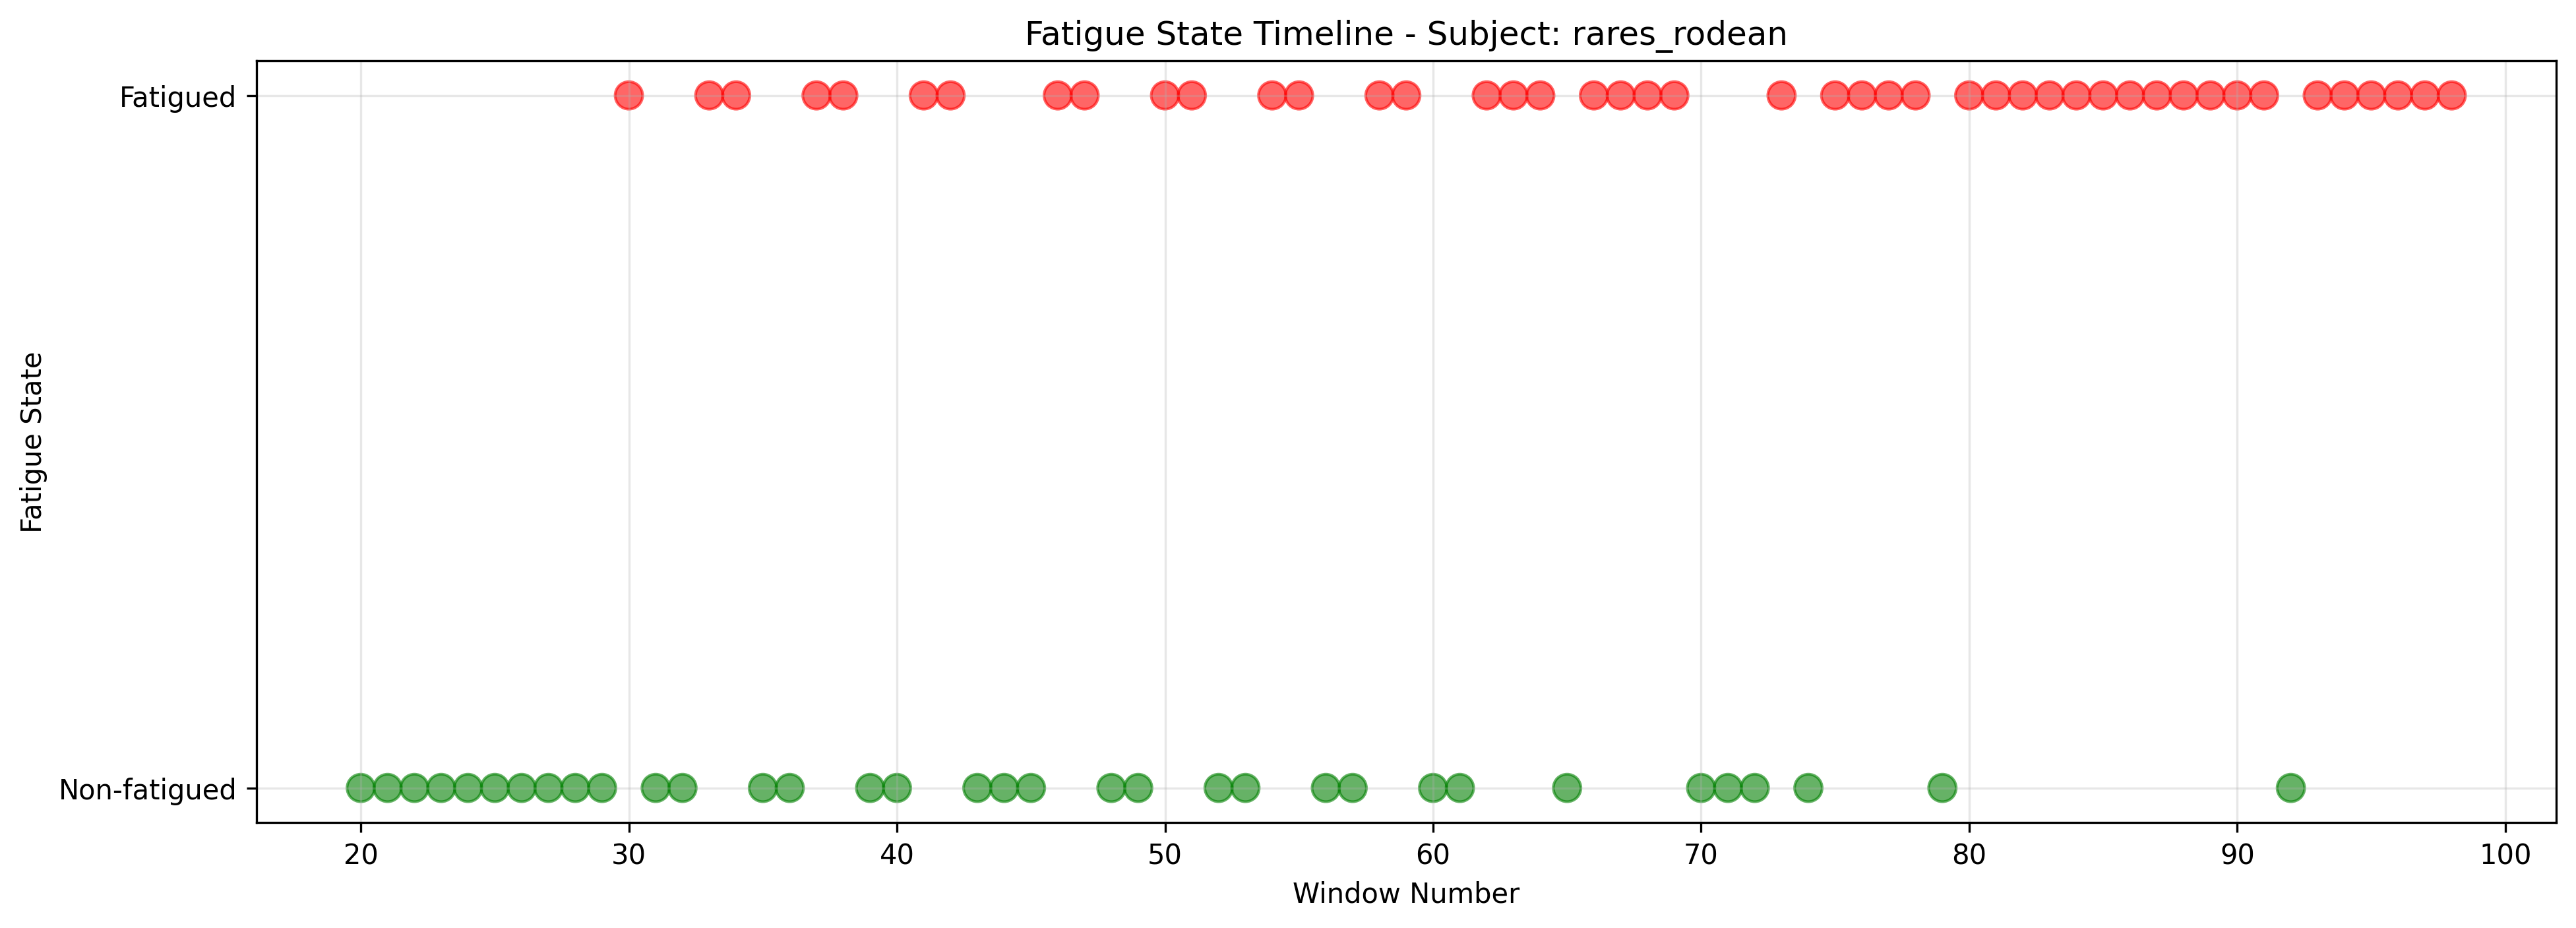 Fatigue State Timeline - Subject: rares_rodean
Fatigued
Fatigue State
Non-fatigued
20 30 40 50 60 70 80 90 100
Window Number